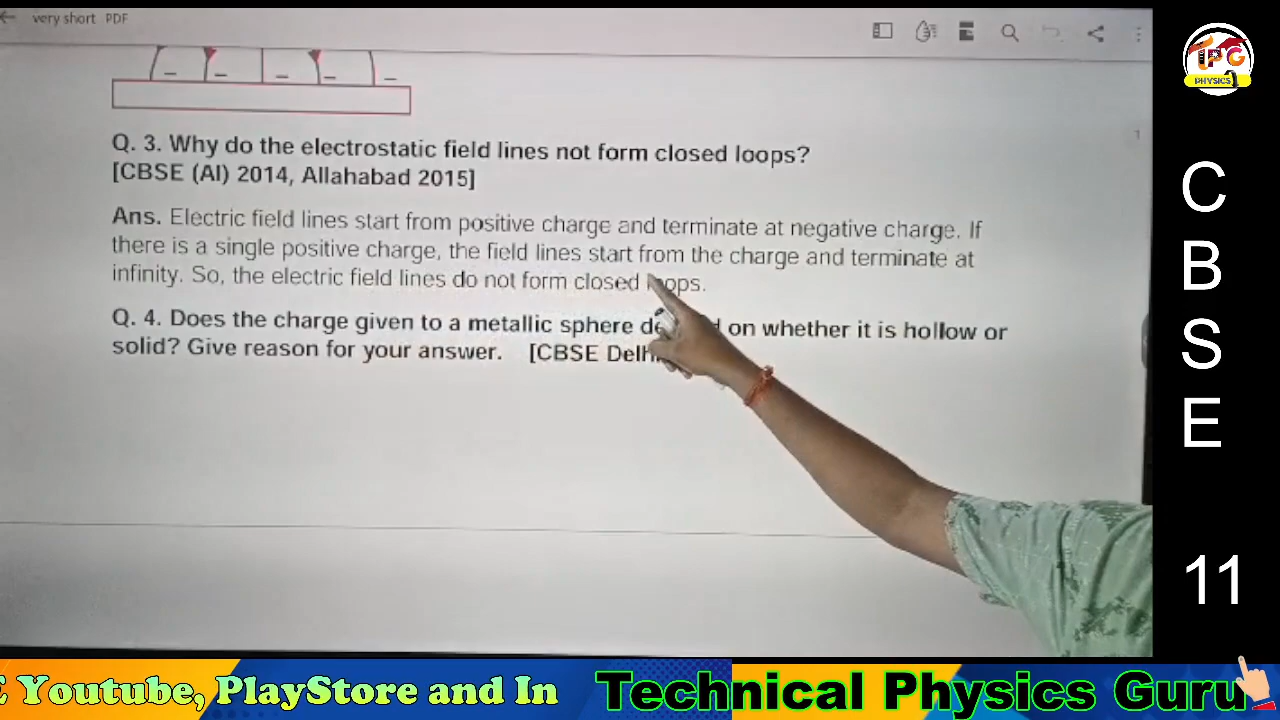 very short PDF
TPG
PHYSICS
Q. 3. Why do the electrostatic field lines not form closed loops?
[CBSE (AI) 2014, Allahabad 2015]
Ans. Electric field lines start from positive charge and terminate at negative charge. If
there is a single positive charge, the field lines start from the charge and terminate at
infinity. So, the electric field lines do not form closed loops.
Q. 4. Does the charge given to a metallic sphere on whether it is hollow or
solid? Give reason for your answer. [CBSE
C
B
S
E
11
Youtube, PlayStore and In
Technical Physics Guru